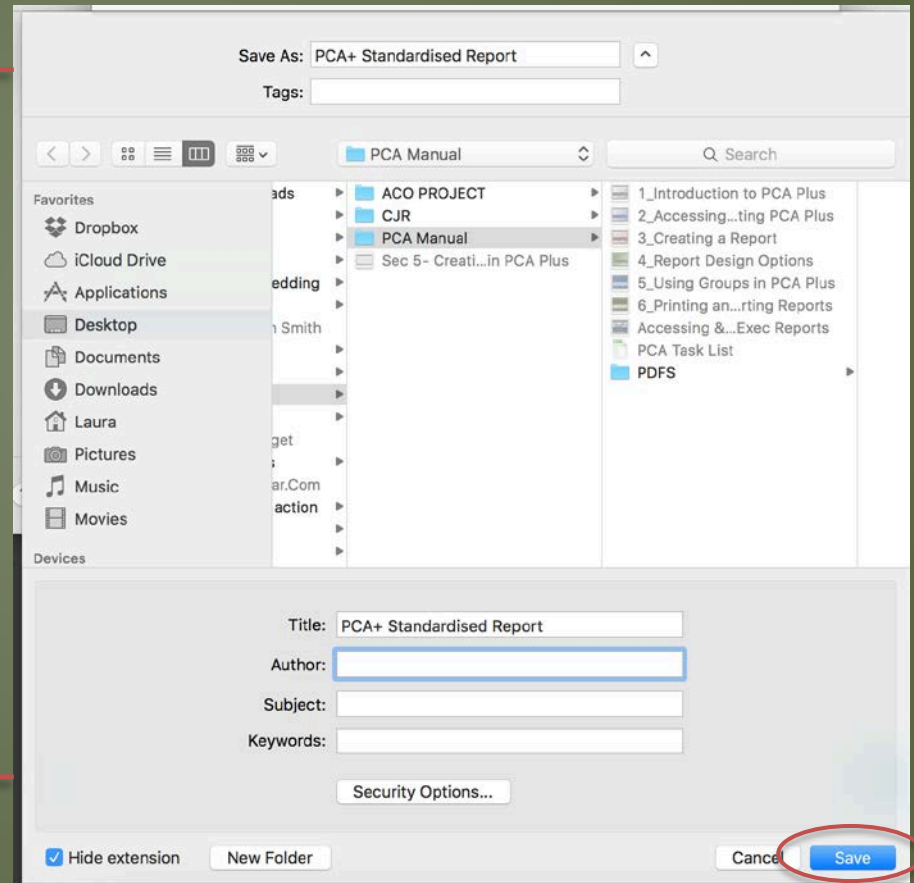 Save As: PCA+ Standardised Report
Tags:
PCA Manual
Search
Favorites
Dropbox
iCloud Drive
Applications
Desktop
Documents
Downloads
Laura
Pictures
Music
Movies
Devices
ads
edding
Smith
get
ar.Com
action
ACO PROJECT
CJR
PCA Manual
Sec 5- Creati...in PCA Plus
1_Introduction to PCA Plus
2_Accessing...ting PCA Plus
3_Creating a Report
4_Report Design Options
5_Using Groups in PCA Plus
6_Printing an...rting Reports
Accessing &...Exec Reports
PCA Task List
PDFS
Title: PCA+ Standardised Report
Author:
Subject:
Keywords:
Security Options...
Hide extension New Folder Cancel Save